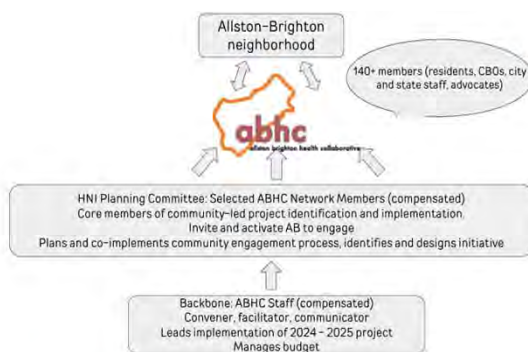 Allston-Brighton
neighborhood
140+ members (residents, CBOs, city
and state staff, advocates)
abhc
allston brighton health collaborative
HNI Planning Committee: Selected ABHC Network Members (compensated)
Core members of community-led project identification and implementation
Invite and activate AB to engage
Plans and co-implements community engagement process, identifies and designs initiative
Backbone: ABHC Staff (compensated)
Convener, facilitator, communicator
Leads implementation of 2024 - 2025 project
Manages budget